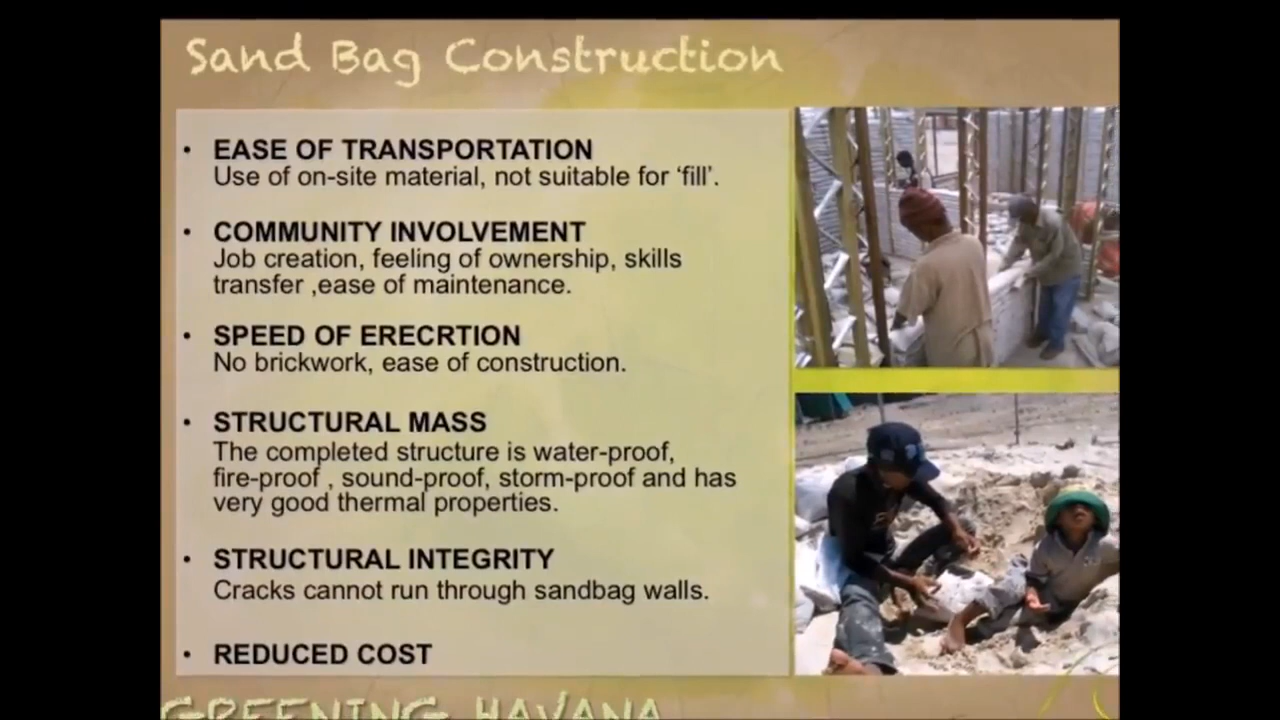 Sand Bag Construction
• EASE OF TRANSPORTATION
Use of on-site material, not suitable for ‘fill’.
• COMMUNITY INVOLVEMENT
Job creation, feeling of ownership, skills
transfer ,ease of maintenance.
• SPEED OF ERECRTION
No brickwork, ease of construction.
• STRUCTURAL MASS
The completed structure is water-proof,
fire-proof , sound-proof, storm-proof and has
very good thermal properties.
• STRUCTURAL INTEGRITY
Cracks cannot run through sandbag walls.
• REDUCED COST
GREENING HAVANA